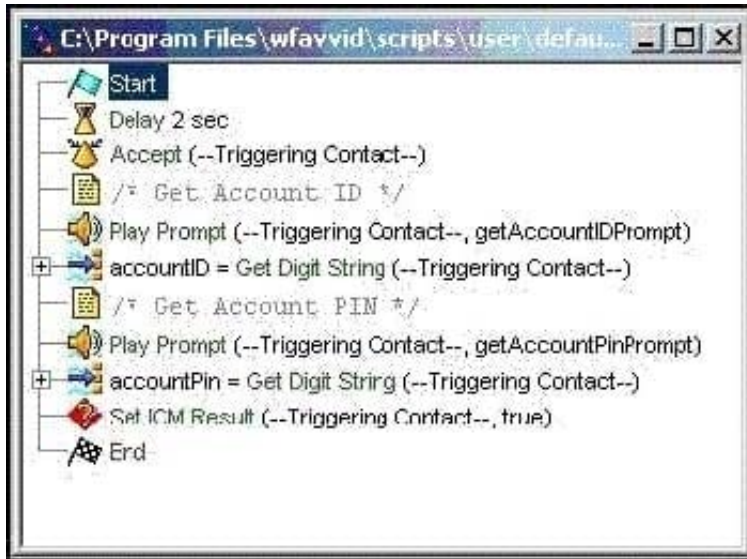 C:\Program Files\wfavvid\scripts\user\defau...
Start
Delay 2 sec
Accept (--Triggering Contact--)
/* Get Account ID */
Play Prompt (--Triggering Contact--, getAccountIDPrompt)
accountID = Get Digit String (--Triggering Contact--)
/* Get Account PIN */
Play Prompt (--Triggering Contact--, getAccountPinPrompt)
accountPin = Get Digit String (--Triggering Contact--)
Set ICM Result (--Triggering Contact--, true)
End